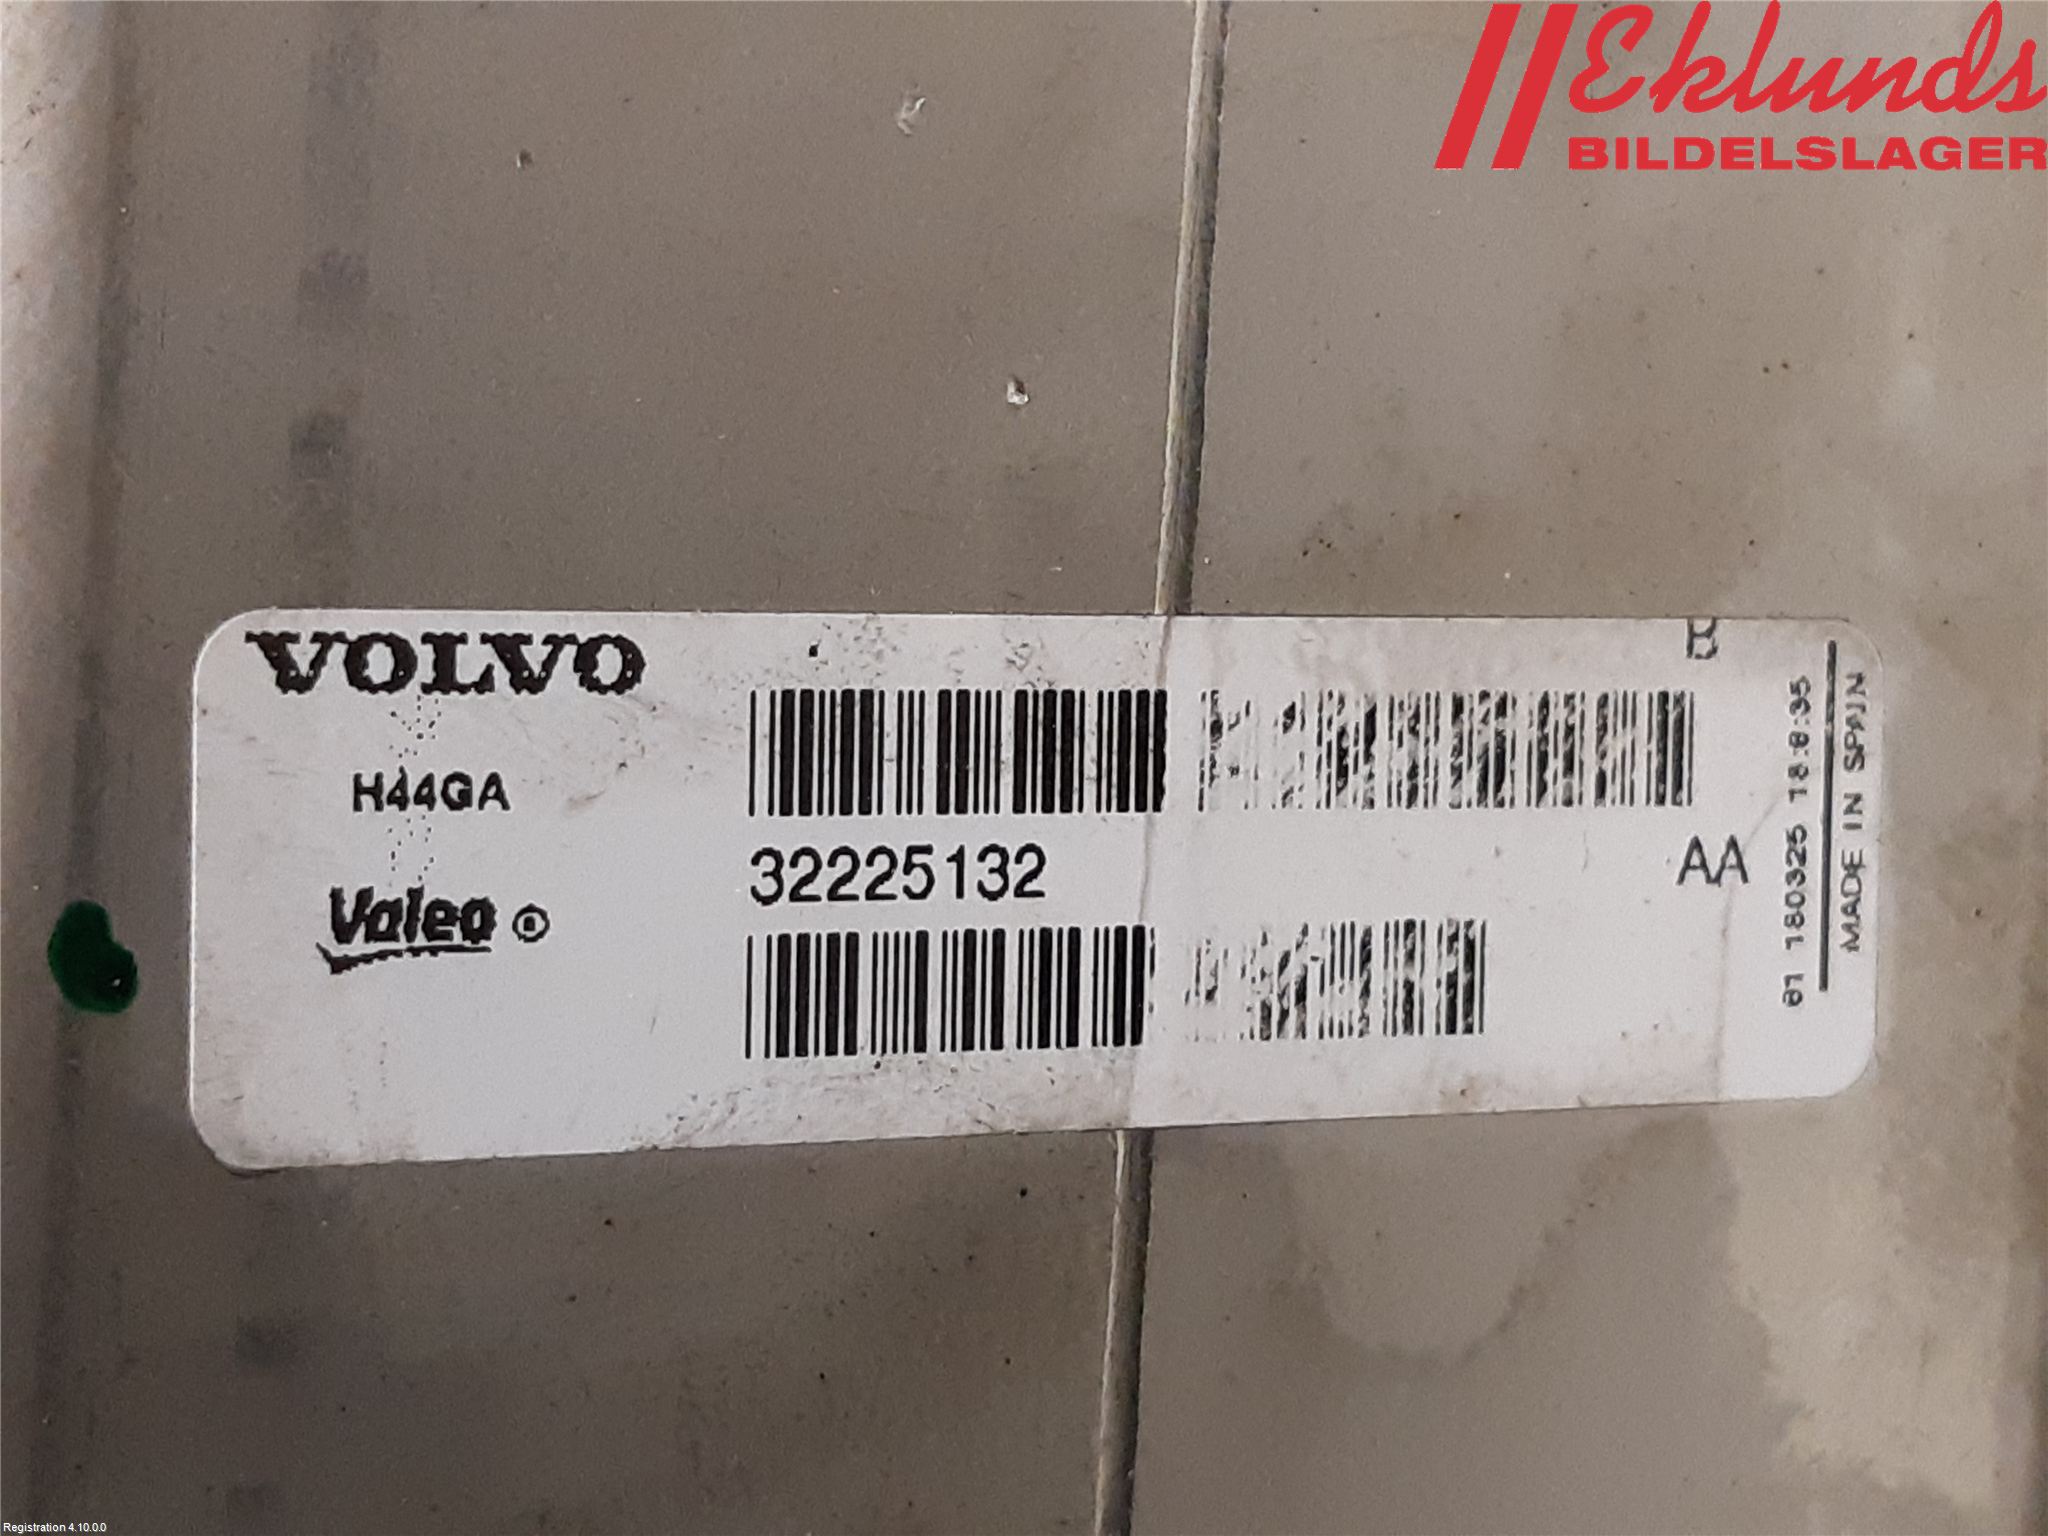 Eklunds
BILDELSLAGER
VOLVO
B
H44GA
32225132
AA
Valeo ®
01 180325 18:8:35
MADE IN SPAIN
Registration 4.10.0.0